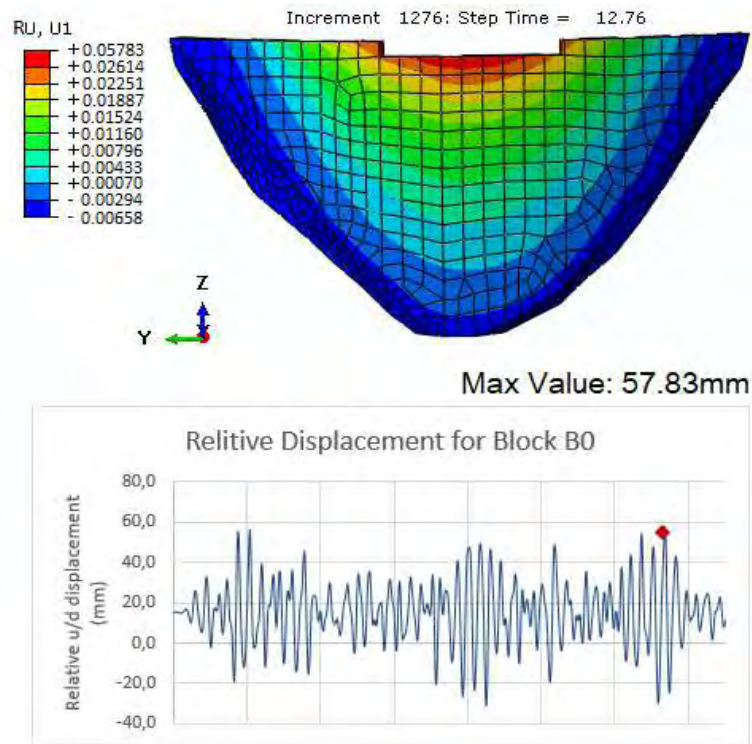 Increment 1276: Step Time = 12.76
RU, U1
+0.05783
+0.02614
+0.02251
+0.01887
+0.01524
+0.01160
+0.00796
+0.00433
+0.00070
- 0.00294
- 0.00658
Z
Y
Max Value: 57.83mm
Relitive Displacement for Block B0
Relative u/d displacement
(mm)
80,0
60,0
40,0
20,0
0,0
-20,0
-40,0